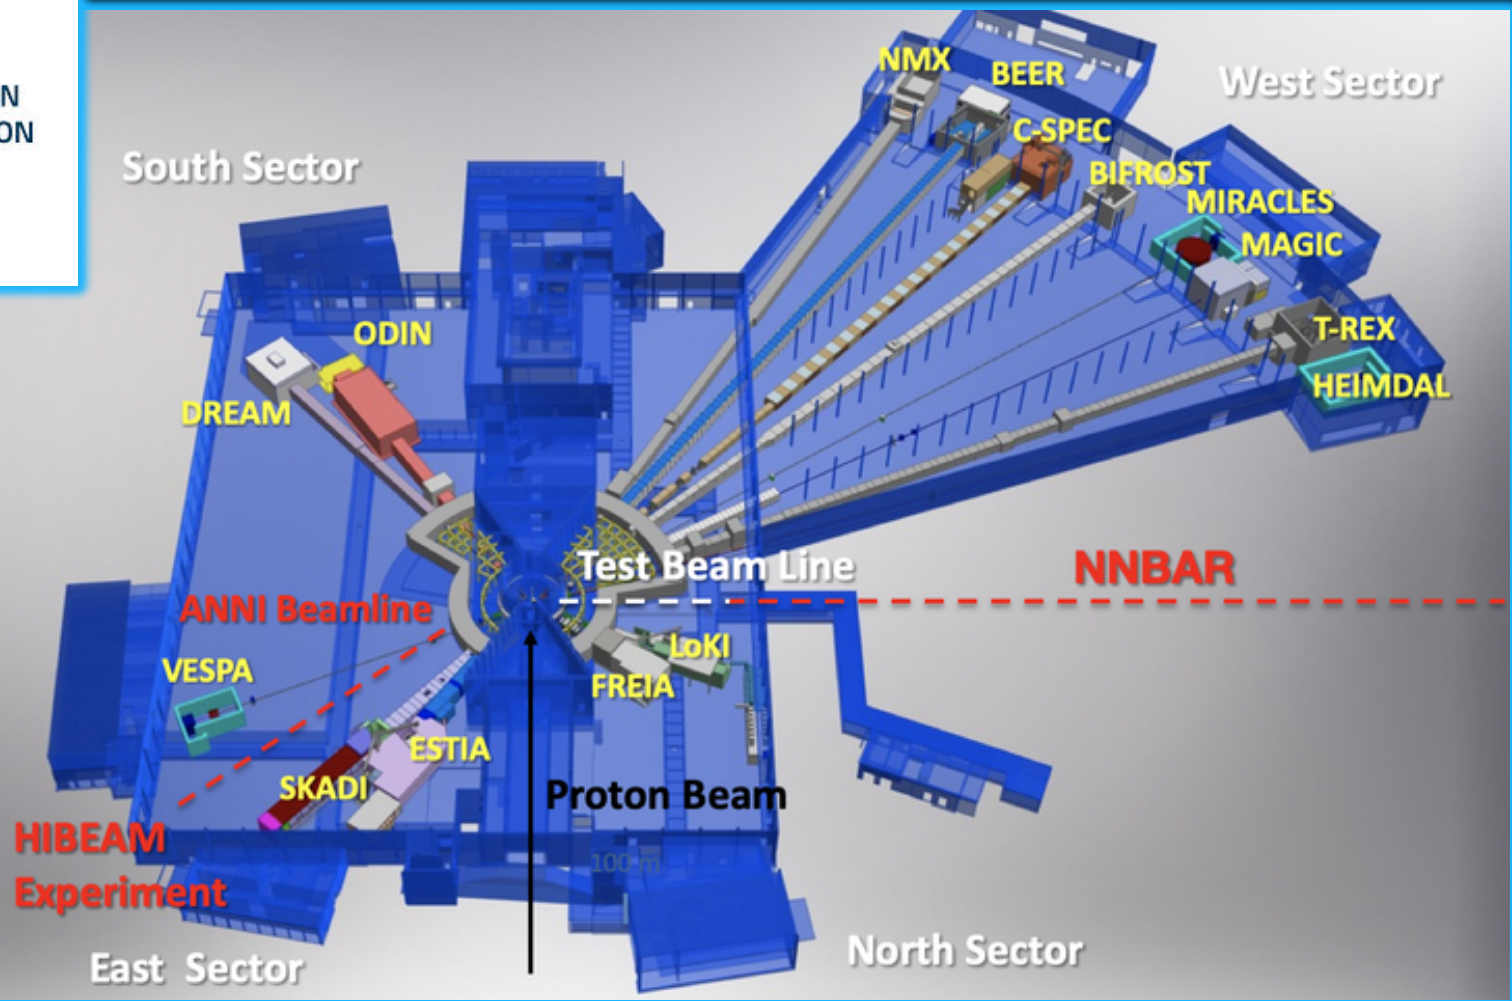 N
ON
NMX
BEER
West Sector
C-SPEC
South Sector
BIFROST
MIRACLES
MAGIC
ODIN
T-REX
DREAM
HEIMDAL
Test Beam Line
NNBAR
ANNI Beamline
LoKI
VESPA
FREIA
ESTIA
SKADI
Proton Beam
HIBEAM
Experiment
100 m
East Sector
North Sector